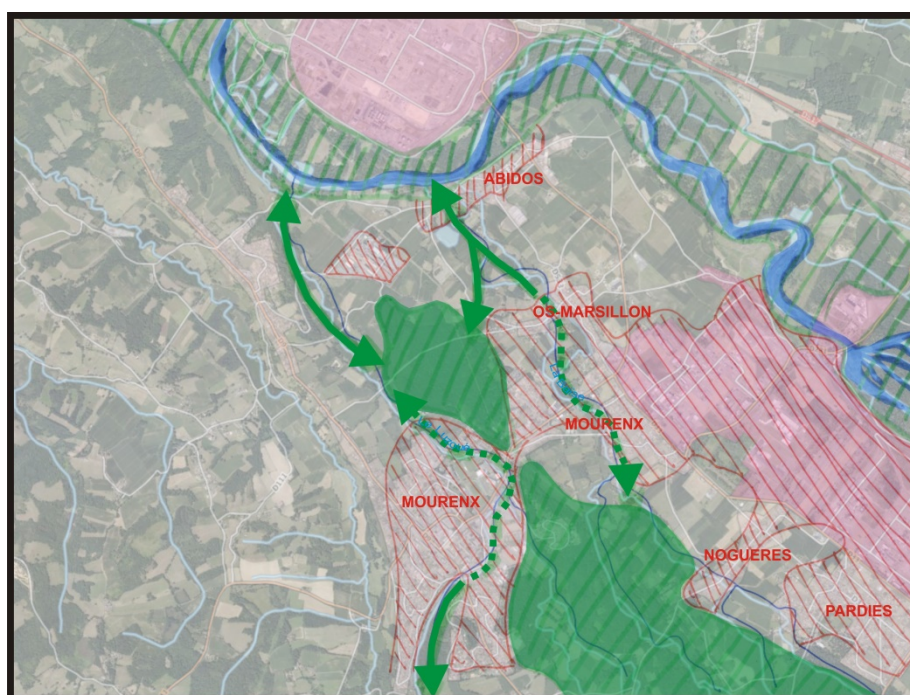 ABIDOS
OS-MARSILLON
MOURENX
MOURENX
NOGUERES
PARDIES